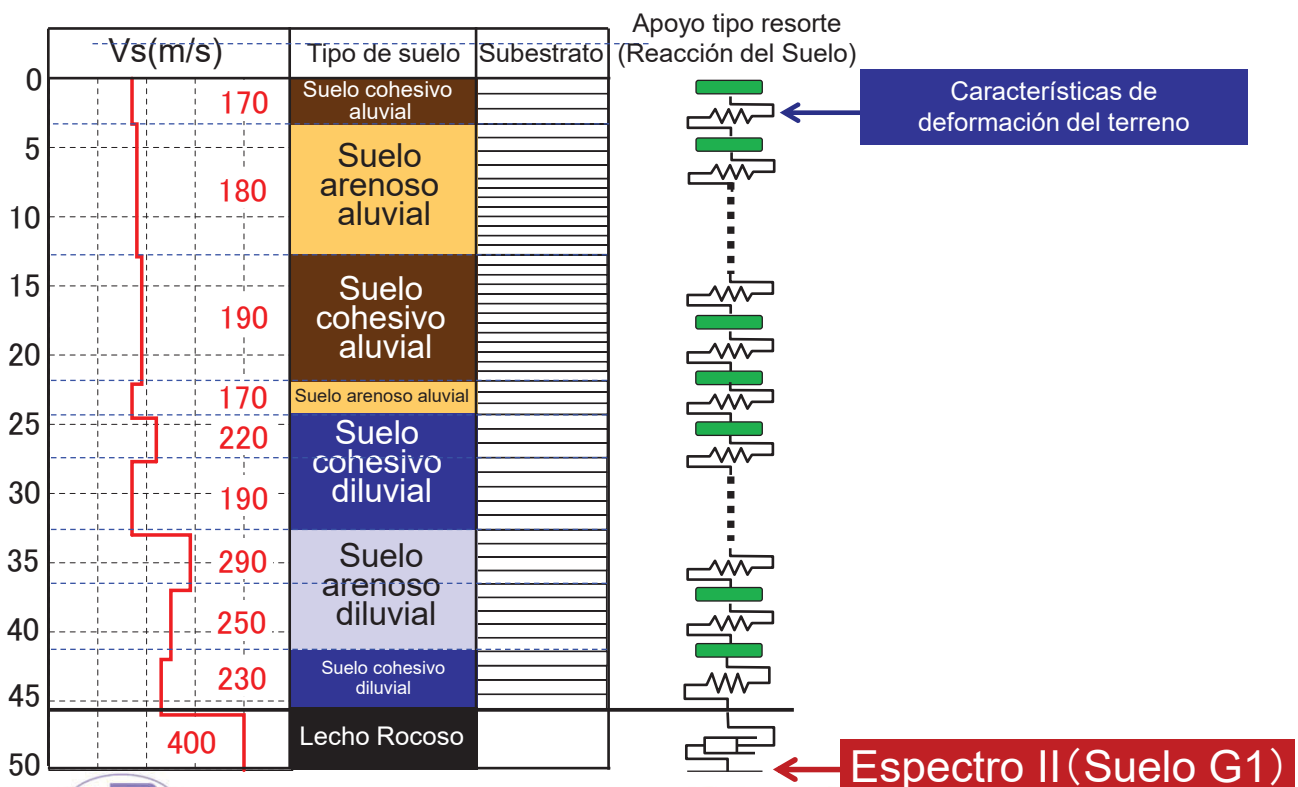 Apoyo tipo resorte
(Reacción del Suelo)
Vs(m/s)
Tipo de suelo
Subestrato
0
5
10
15
20
25
30
35
40
45
50
170
180
190
170
220
190
290
250
230
400
Suelo cohesivo
aluvial
Suelo
arenoso
aluvial
Suelo
cohesivo
aluvial
Suelo arenoso aluvial
Suelo
cohesivo
diluvial
Suelo
arenoso
diluvial
Suelo cohesivo
diluvial
Lecho Rocoso
Características de
deformación del terreno
Espectro II(Suelo G1)